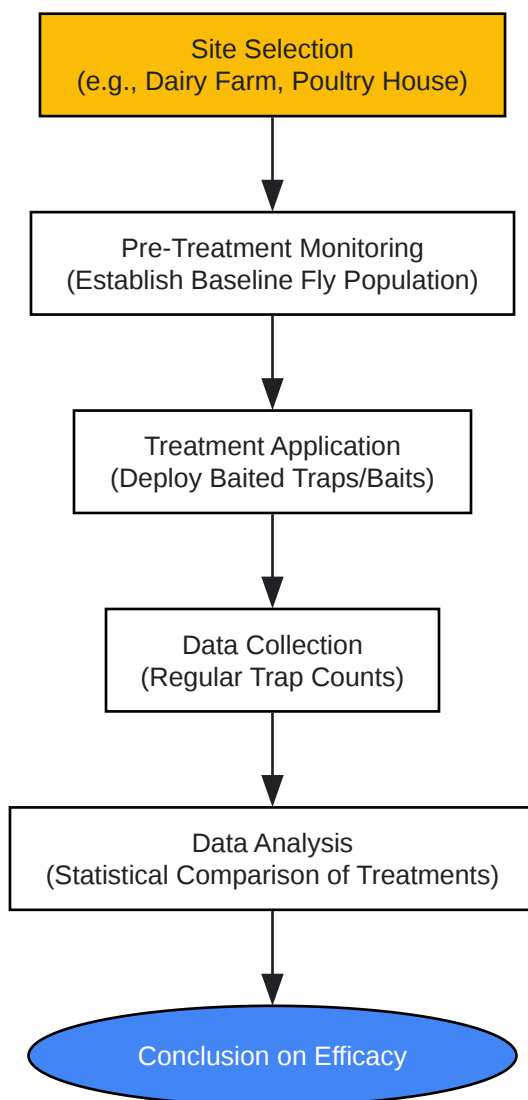 Site Selection
(e.g., Dairy Farm, Poultry House)
Pre-Treatment Monitoring
(Establish Baseline Fly Population)
Treatment Application
(Deploy Baited Traps/Baits)
Data Collection
(Regular Trap Counts)
Data Analysis
(Statistical Comparison of Treatments)
Conclusion on Efficacy